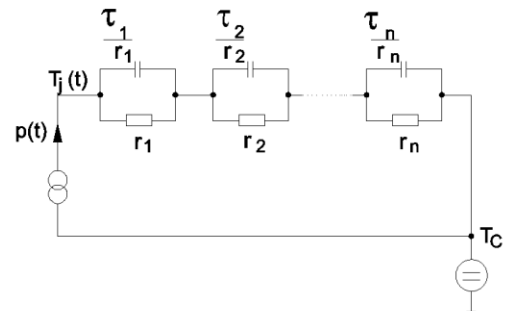 τ1/r1 τ2/r2 τn/rn
Tj(t)
p(t)
r1 r2 rn
TC